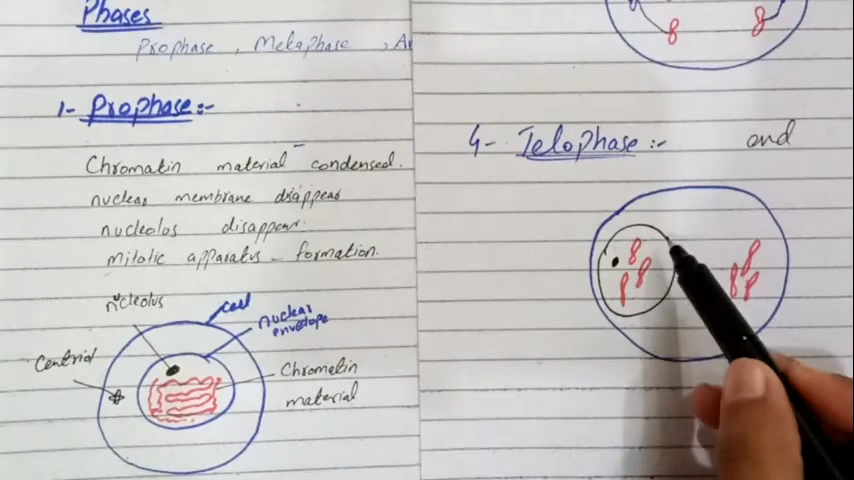 Phases
Prophase, Metaphase, A
1- Prophase:-
Chromatin material condensed.
nuclear membrane disappear
nucleolus disappear.
mitotic apparatus - formation.
nucleolus
cell
nuclear
envelope
Centriol
Chromatin
material
4- Telophase:- and